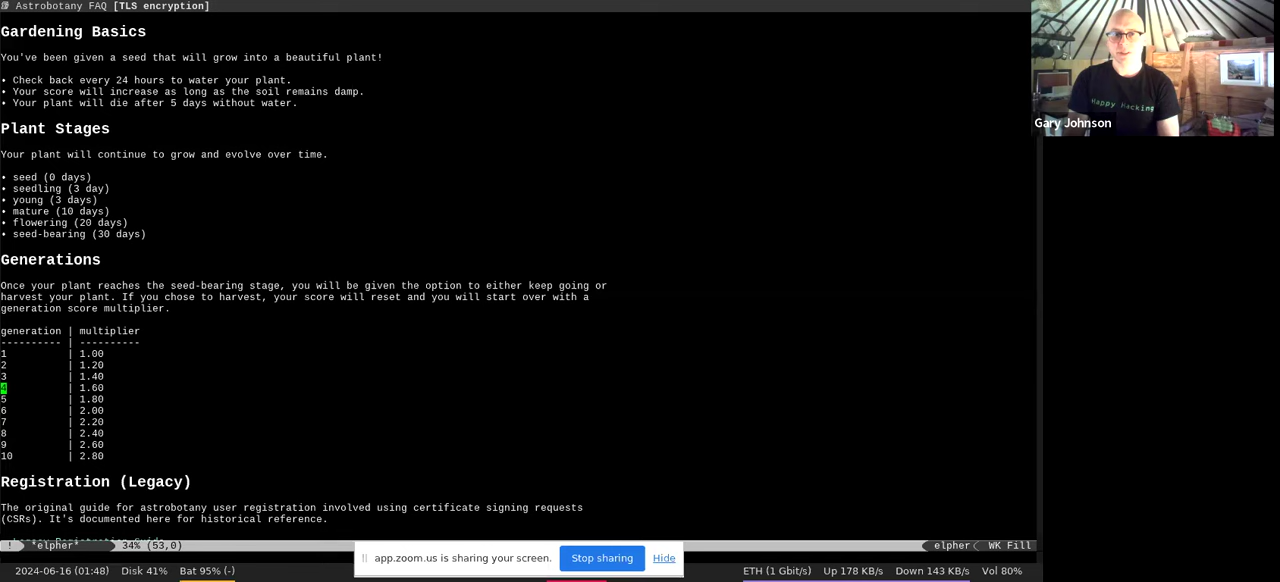 Astrobotany FAQ [TLS encryption]
Gardening Basics
You've been given a seed that will grow into a beautiful plant!
• Check back every 24 hours to water your plant.
• Your score will increase as long as the soil remains damp.
• Your plant will die after 5 days without water.
Plant Stages
Your plant will continue to grow and evolve over time.
• seed (0 days)
• seedling (3 day)
• young (3 days)
• mature (10 days)
• flowering (20 days)
• seed-bearing (30 days)
Generations
Once your plant reaches the seed-bearing stage, you will be given the option to either keep going or
harvest your plant. If you chose to harvest, your score will reset and you will start over with a
generation score multiplier.
generation | multiplier
---------- | ----------
1 | 1.00
2 | 1.20
3 | 1.40
4 | 1.60
5 | 1.80
6 | 2.00
7 | 2.20
8 | 2.40
9 | 2.60
10 | 2.80
Registration (Legacy)
The original guide for astrobotany user registration involved using certificate signing requests
(CSRs). It's documented here for historical reference.
! *elpher* 34% (53,0) elpher WK Fill
app.zoom.us is sharing your screen. Stop sharing Hide
2024-06-16 (01:48) Disk 41% Bat 95% (-) ETH (1 Gbit/s) Up 178 KB/s Down 143 KB/s Vol 80%
Happy Hacking
Gary Johnson